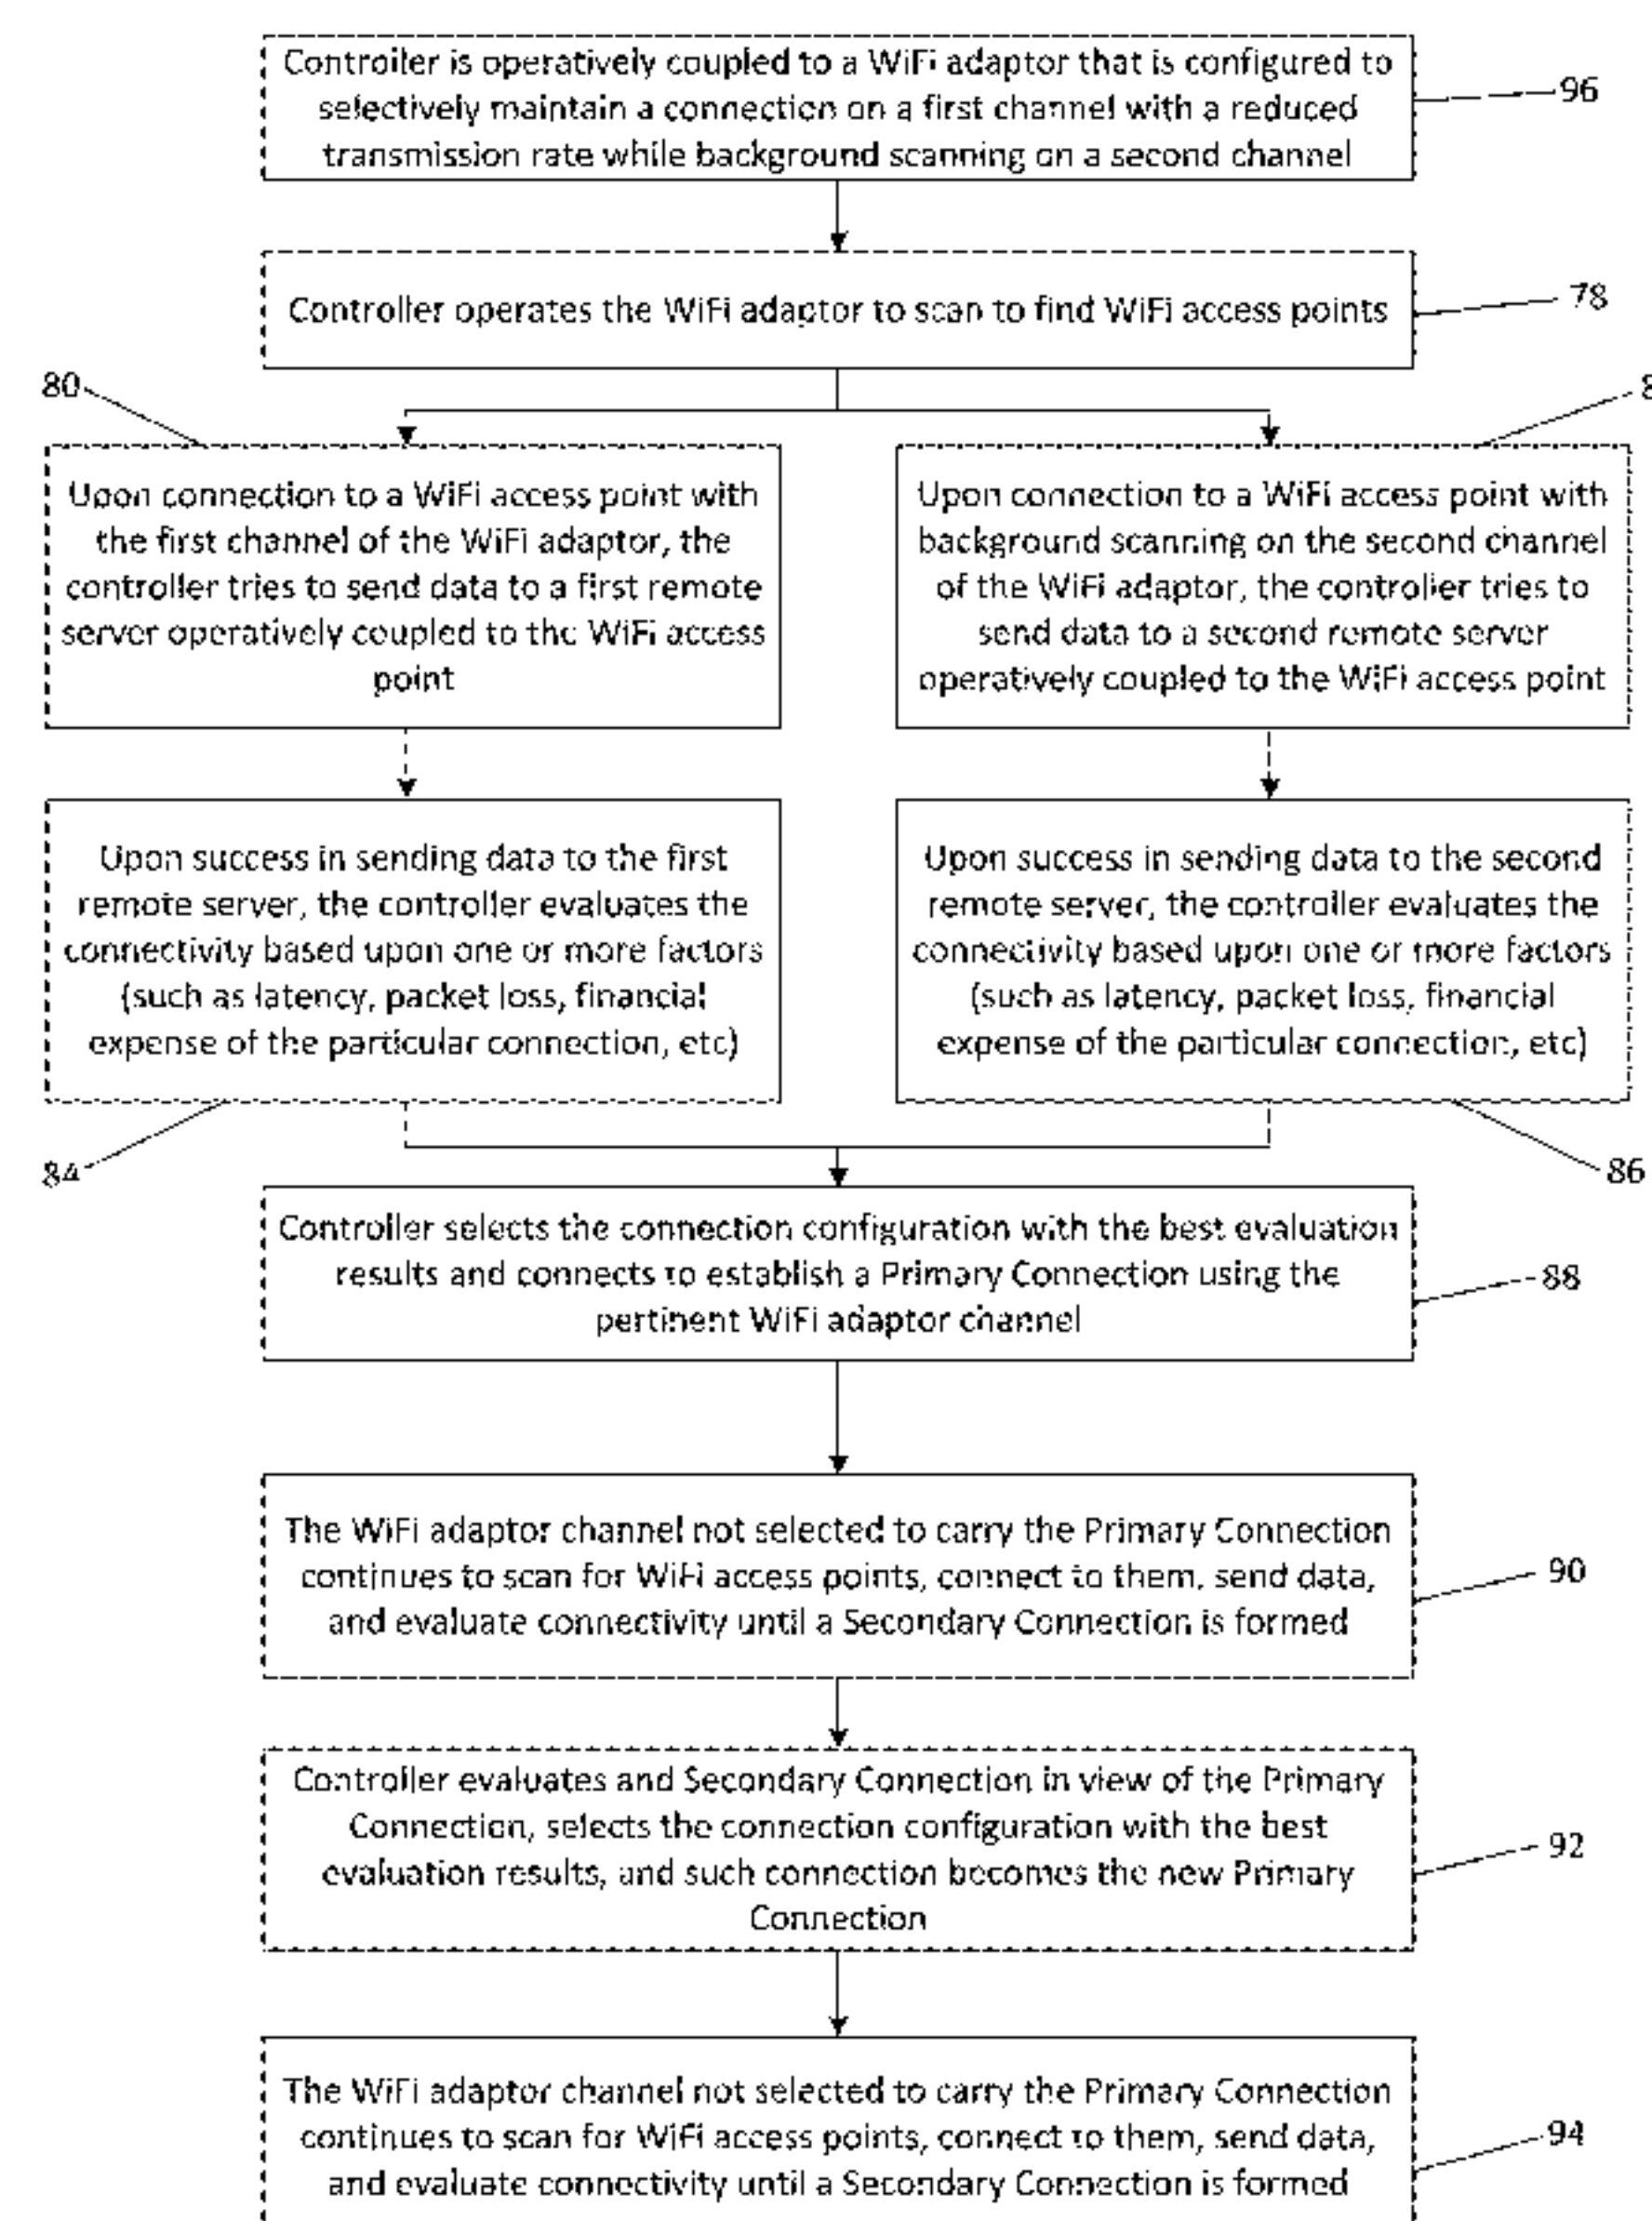 Controller is operatively coupled to a WiFi adaptor that is configured to
selectively maintain a connection on a first channel with a reduced
transmission rate while background scanning on a second channel
96
Controller operates the WiFi adaptor to scan to find WiFi access points
78
80
8
Upon connection to a WiFi access point with
the first channel of the WiFi adaptor, the
controller tries to send data to a first remote
server operatively coupled to the WiFi access
point
Upon connection to a WiFi access point with
background scanning on the second channel
of the WiFi adaptor, the controller tries to
send data to a second remote server
operatively coupled to the WiFi access point
Upon success in sending data to the first
remote server, the controller evaluates the
connectivity based upon one or more factors
(such as latency, packet loss, financial
expense of the particular connection, etc)
Upon success in sending data to the second
remote server, the controller evaluates the
connectivity based upon one or more factors
(such as latency, packet loss, financial
expense of the particular connection, etc)
84
86
Controller selects the connection configuration with the best evaluation
results and connects to establish a Primary Connection using the
pertinent WiFi adaptor channel
88
The WiFi adaptor channel not selected to carry the Primary Connection
continues to scan for WiFi access points, connect to them, send data,
and evaluate connectivity until a Secondary Connection is formed
90
Controller evaluates and Secondary Connection in view of the Primary
Connection, selects the connection configuration with the best
evaluation results, and such connection becomes the new Primary
Connection
92
The WiFi adaptor channel not selected to carry the Primary Connection
continues to scan for WiFi access points, connect to them, send data,
and evaluate connectivity until a Secondary Connection is formed
94